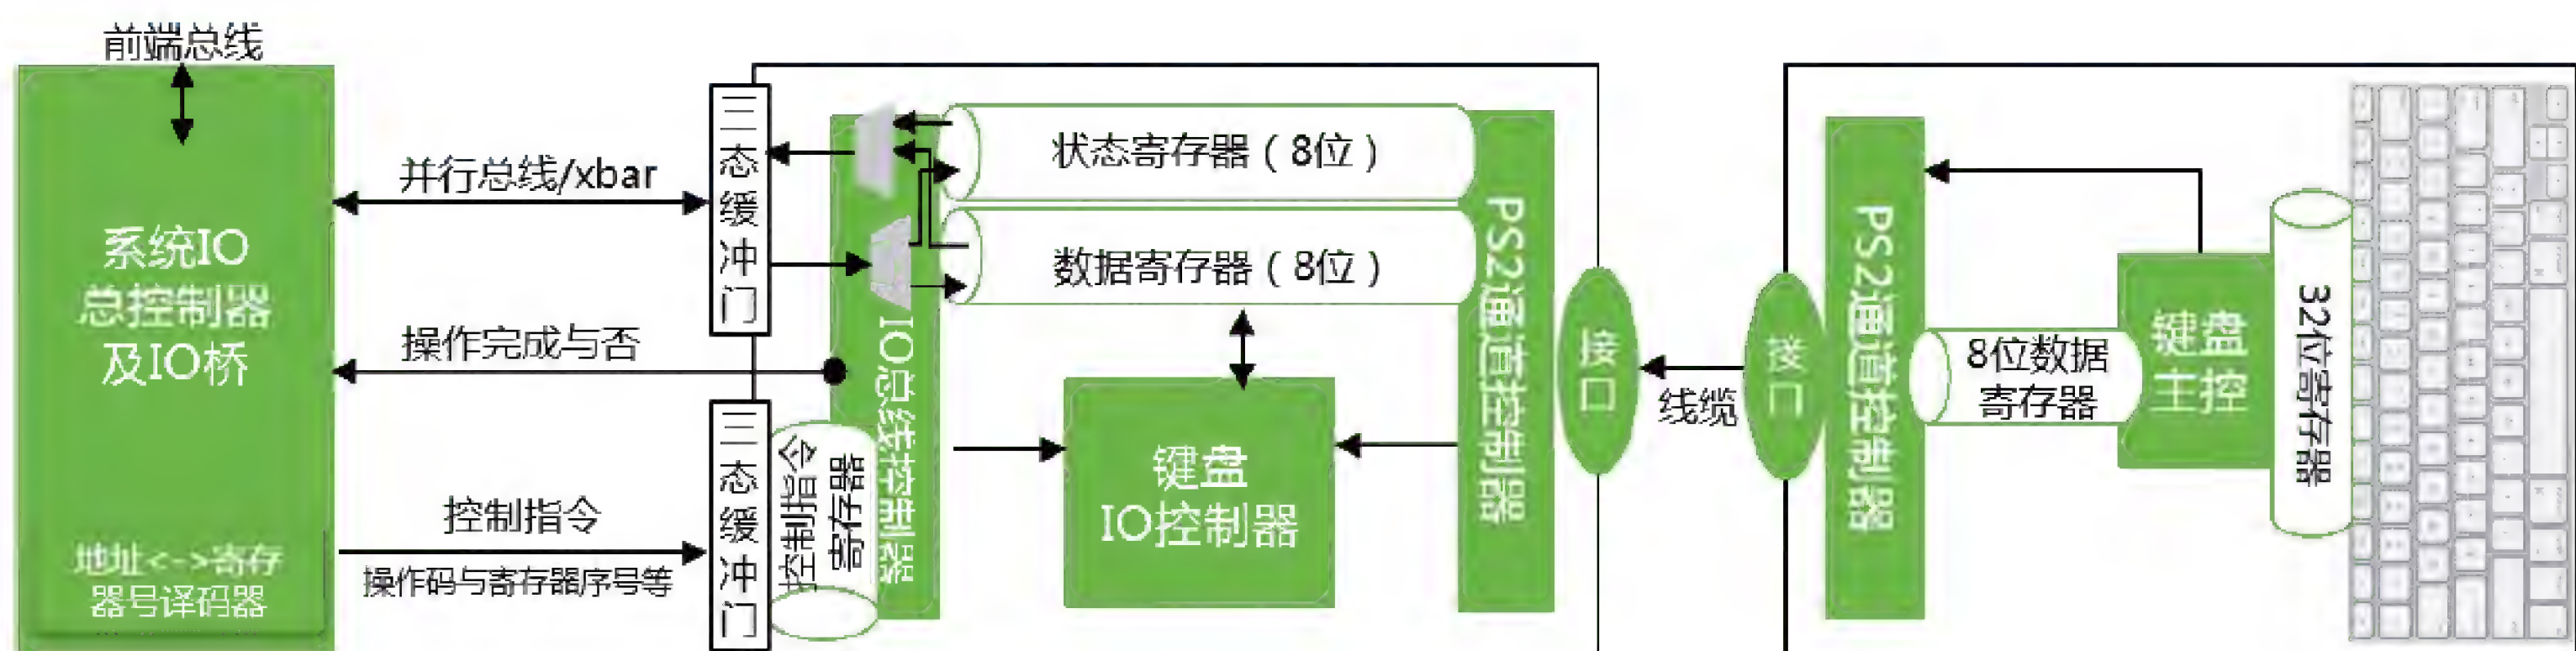 前端总线
系统IO
总控制器
及IO桥
地址<->寄存
器号译码器
并行总线/xbar
操作完成与否
控制指令
操作码与寄存器序号等
三态缓冲门
三态缓冲门
控制指令
寄存器
IO总线控制器
状态寄存器（8位）
数据寄存器（8位）
键盘
IO控制器
PS2通道控制器
接口
线缆
接口
PS2通道控制器
8位数据
寄存器
键盘
主控
32位寄存器